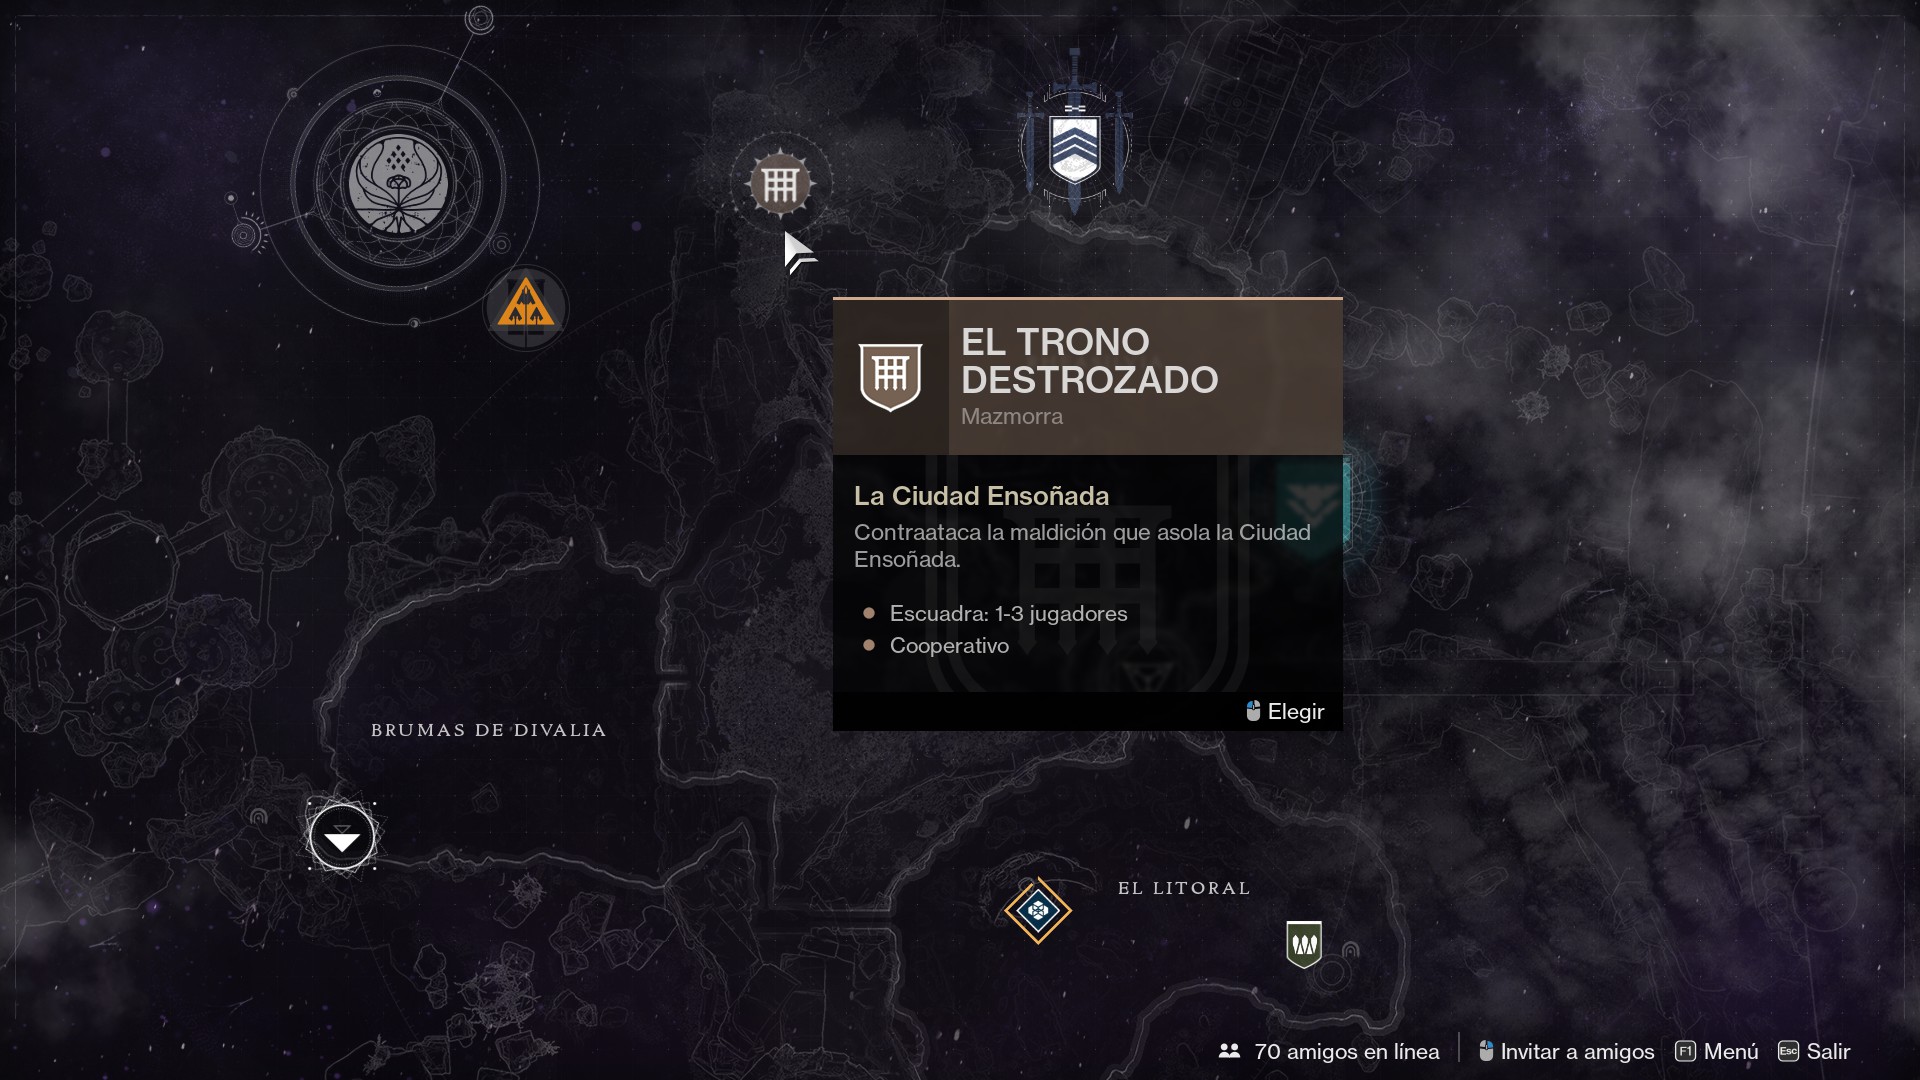 EL TRONO
DESTROZADO
Mazmorra
La Ciudad Ensoñada
Contraataca la maldición que asola la Ciudad
Ensoñada.
Escuadra: 1-3 jugadores
Cooperativo
Elegir
BRUMAS DE DIVALIA
EL LITORAL
70 amigos en línea
Invitar a amigos
F1 Menú
Esc Salir